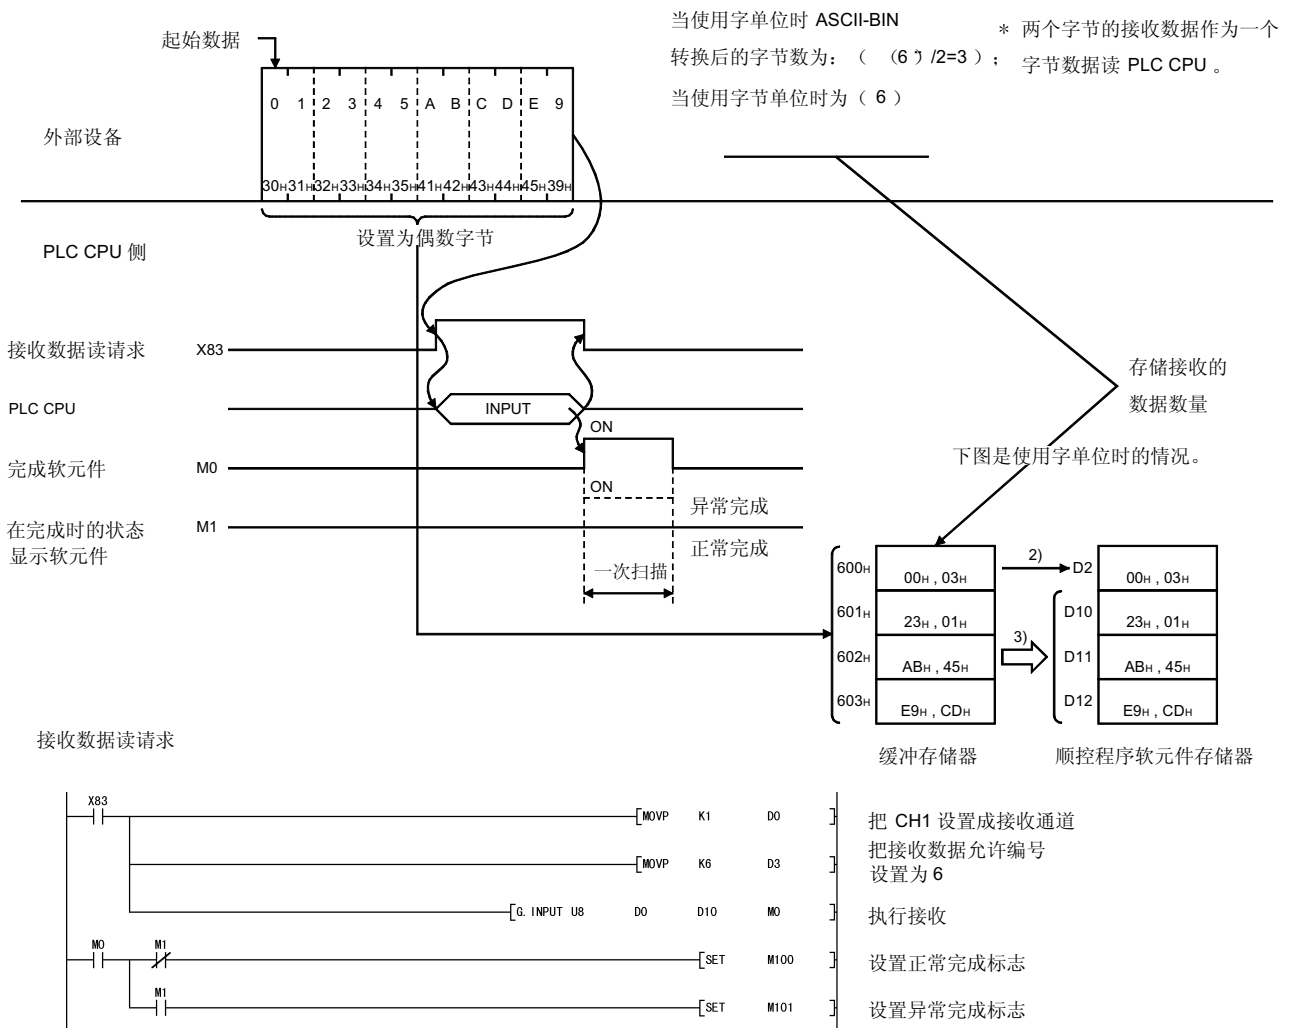 当使用字单位时 ASCII-BIN
转换后的字节数为：（ （6 *）/2=3 ）；
当使用字节单位时为（ 6 ）
* 两个字节的接收数据作为一个
字节数据读 PLC CPU 。
起始数据
0 1 2 3 4 5 A B C D E 9
外部设备
30H 31H 32H 33H 34H 35H 41H 42H 43H 44H 45H 39H
设置为偶数字节
PLC CPU 侧
接收数据读请求 X83
PLC CPU INPUT
ON
完成软元件 M0
ON
异常完成
在完成时的状态 M1
显示软元件
正常完成
一次扫描
存储接收的
数据数量
下图是使用字单位时的情况。
600H 00H , 03H 2) D2 00H , 03H
601H 23H , 01H D10 23H , 01H
602H ABH , 45H 3) D11 ABH , 45H
603H E9H , CDH D12 E9H , CDH
缓冲存储器 顺控程序软元件存储器
接收数据读请求
X83 MOVP K1 D0 把 CH1 设置成接收通道
MOVP K6 D3 把接收数据允许编号
设置为 6
G. INPUT U8 D0 D10 M0 执行接收
M0 M1 SET M100 设置正常完成标志
M1 SET M101 设置异常完成标志